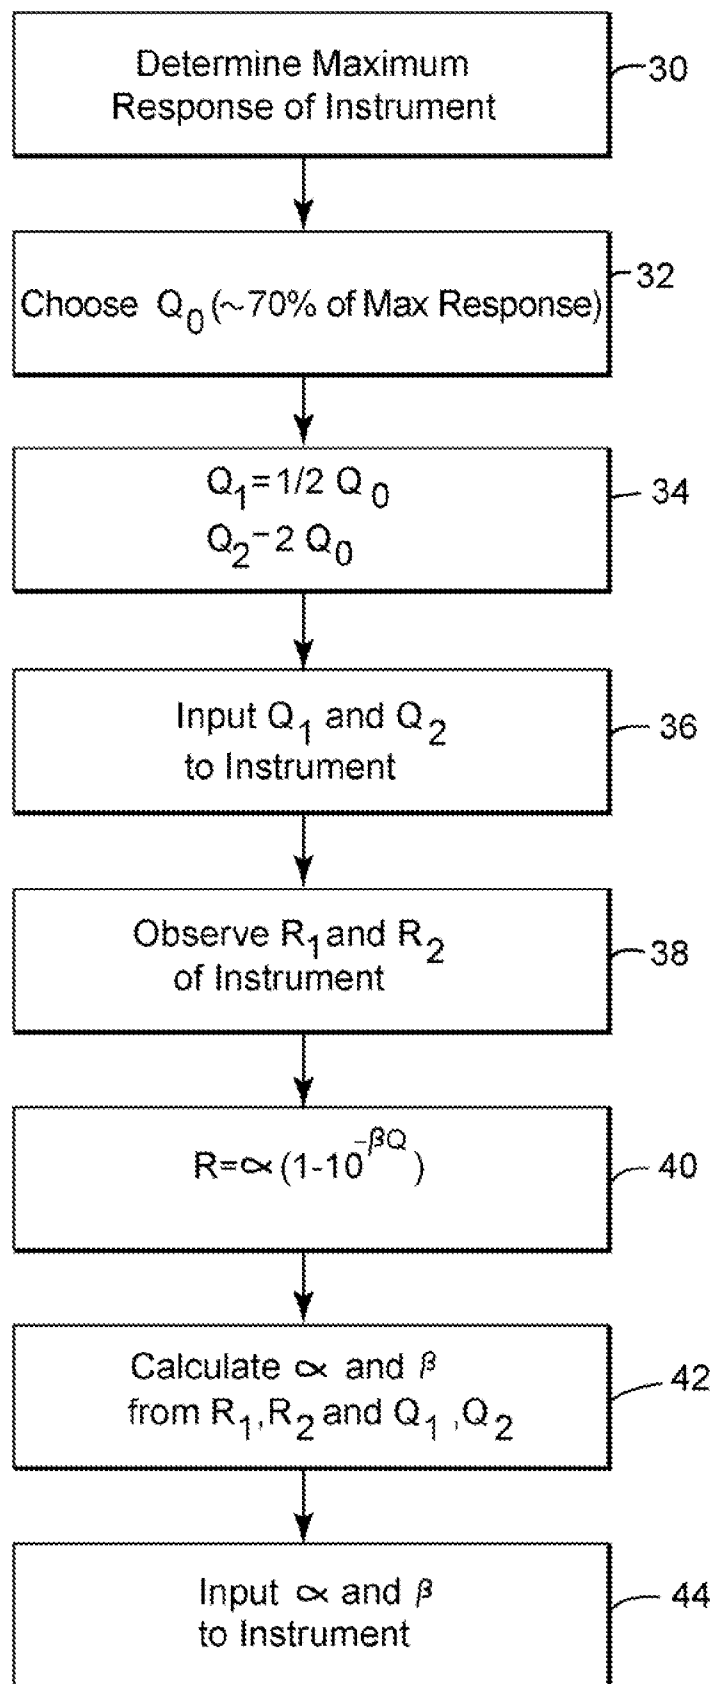 Determine Maximum
Response of Instrument
30
Choose Q₀ (~70% of Max Response)
32
Q₁=1/2 Q₀
Q₂-2 Q₀
34
Input Q₁ and Q₂
to Instrument
36
Observe R₁ and R₂
of Instrument
38
R=∝(1-10^-βQ)
40
Calculate ∝ and β
from R₁,R₂ and Q₁,Q₂
42
Input ∝ and β
to Instrument
44